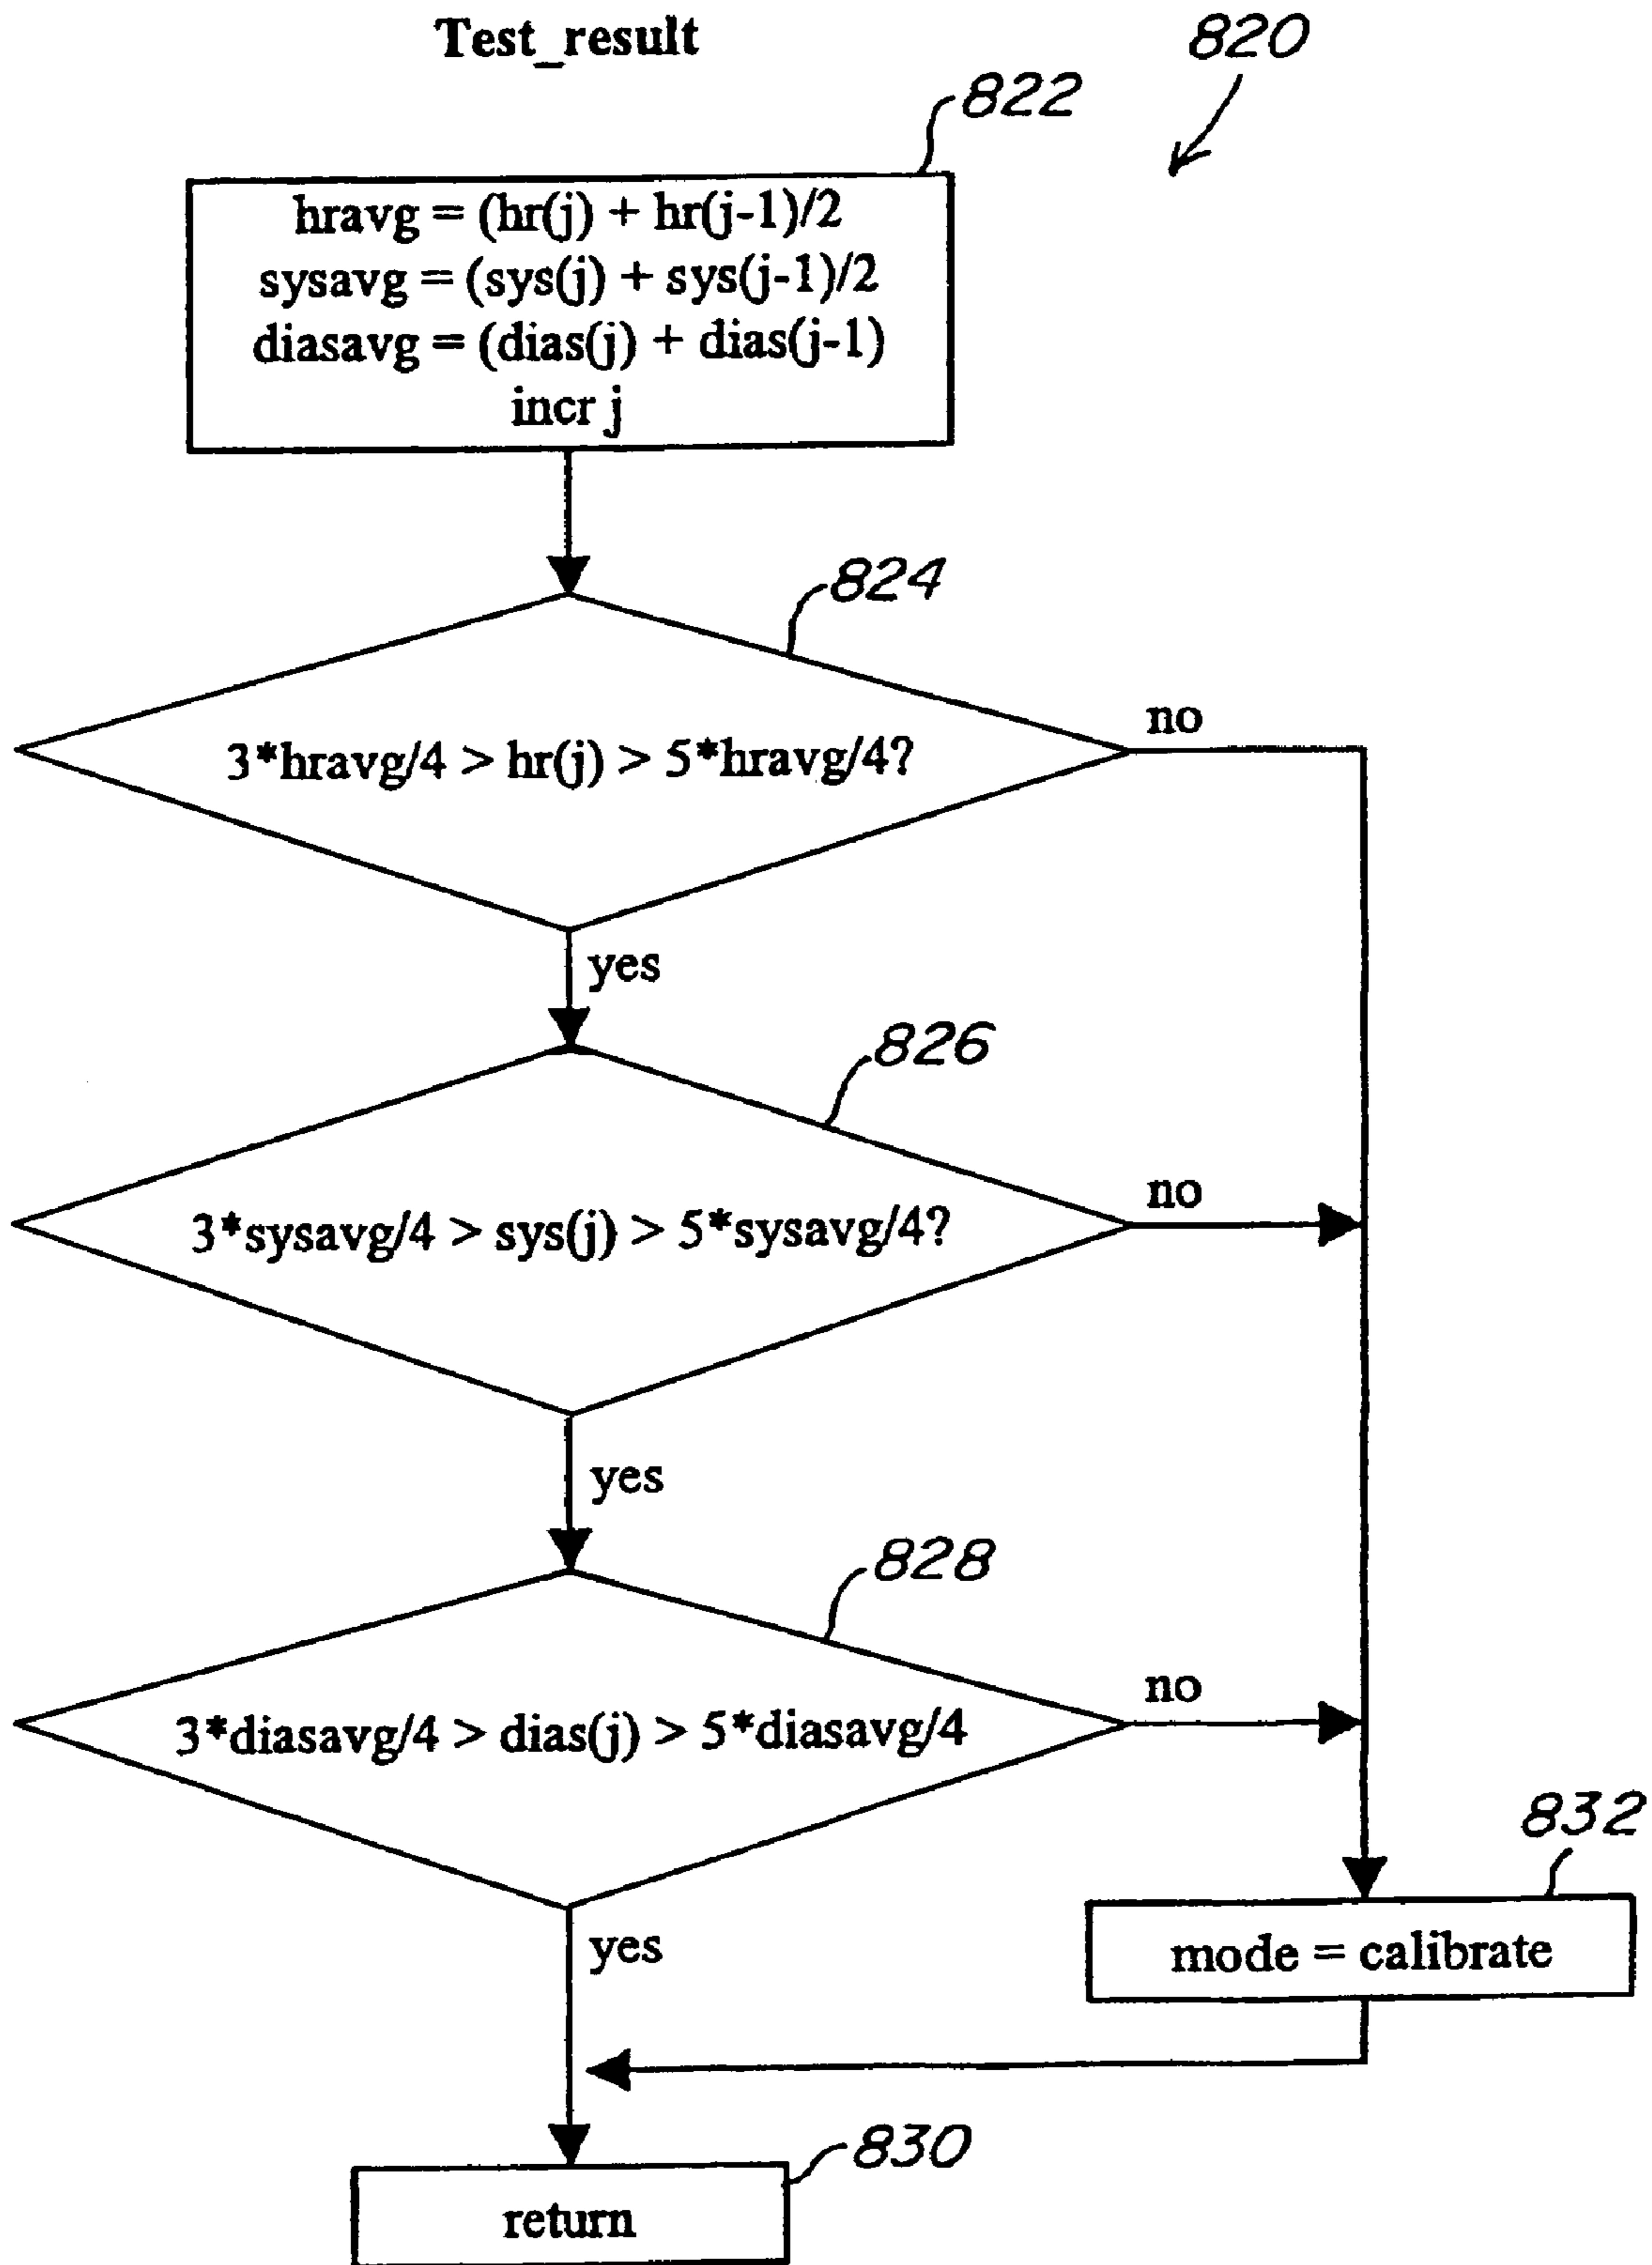 Test_result
820
822
hravg = (hr(j) + hr(j-1)/2
sysavg = (sys(j) + sys(j-1)/2
diasavg = (dias(j) + dias(j-1)
incr j
824
3*hravg/4 > hr(j) > 5*hravg/4?
no
yes
826
3*sysavg/4 > sys(j) > 5*sysavg/4?
no
yes
828
3*diasavg/4 > dias(j) > 5*diasavg/4
no
yes
832
mode = calibrate
830
return